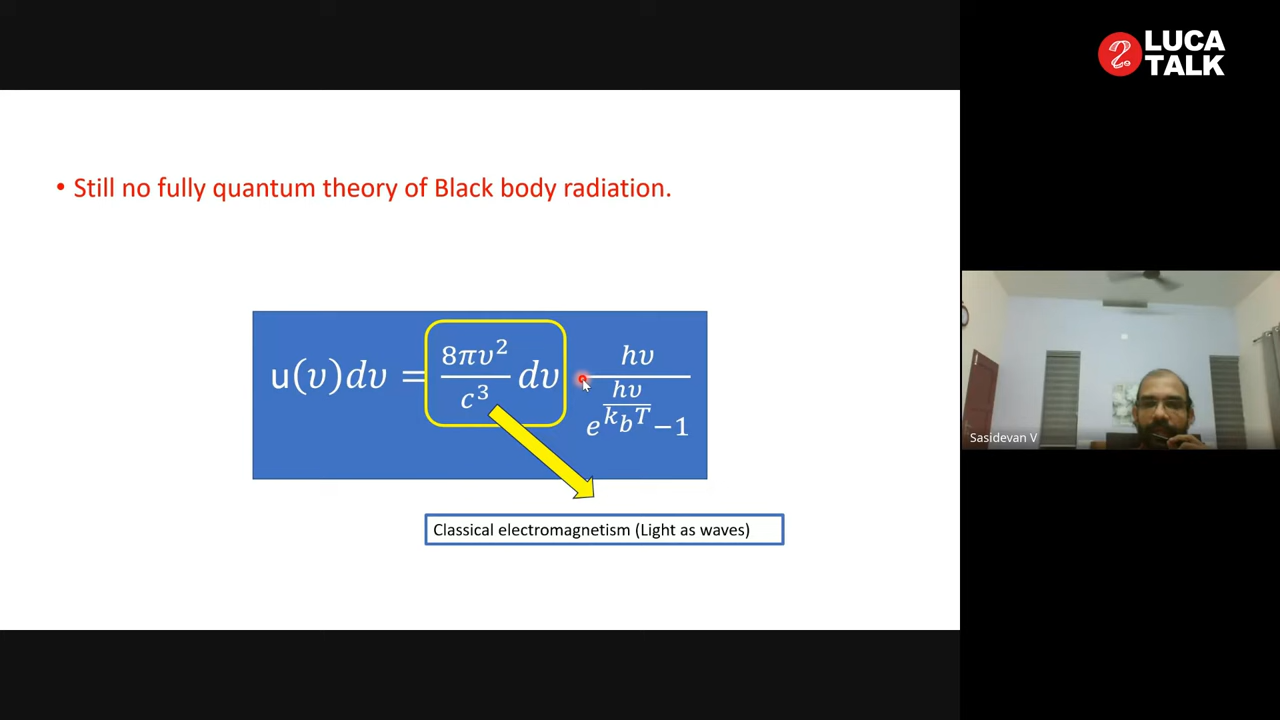 LUCA
TALK
• Still no fully quantum theory of Black body radiation.
u(υ)dυ = 8πυ²/c³ dυ hυ/(e^(hυ/k_bT) −1)
Classical electromagnetism (Light as waves)
Sasidevan V